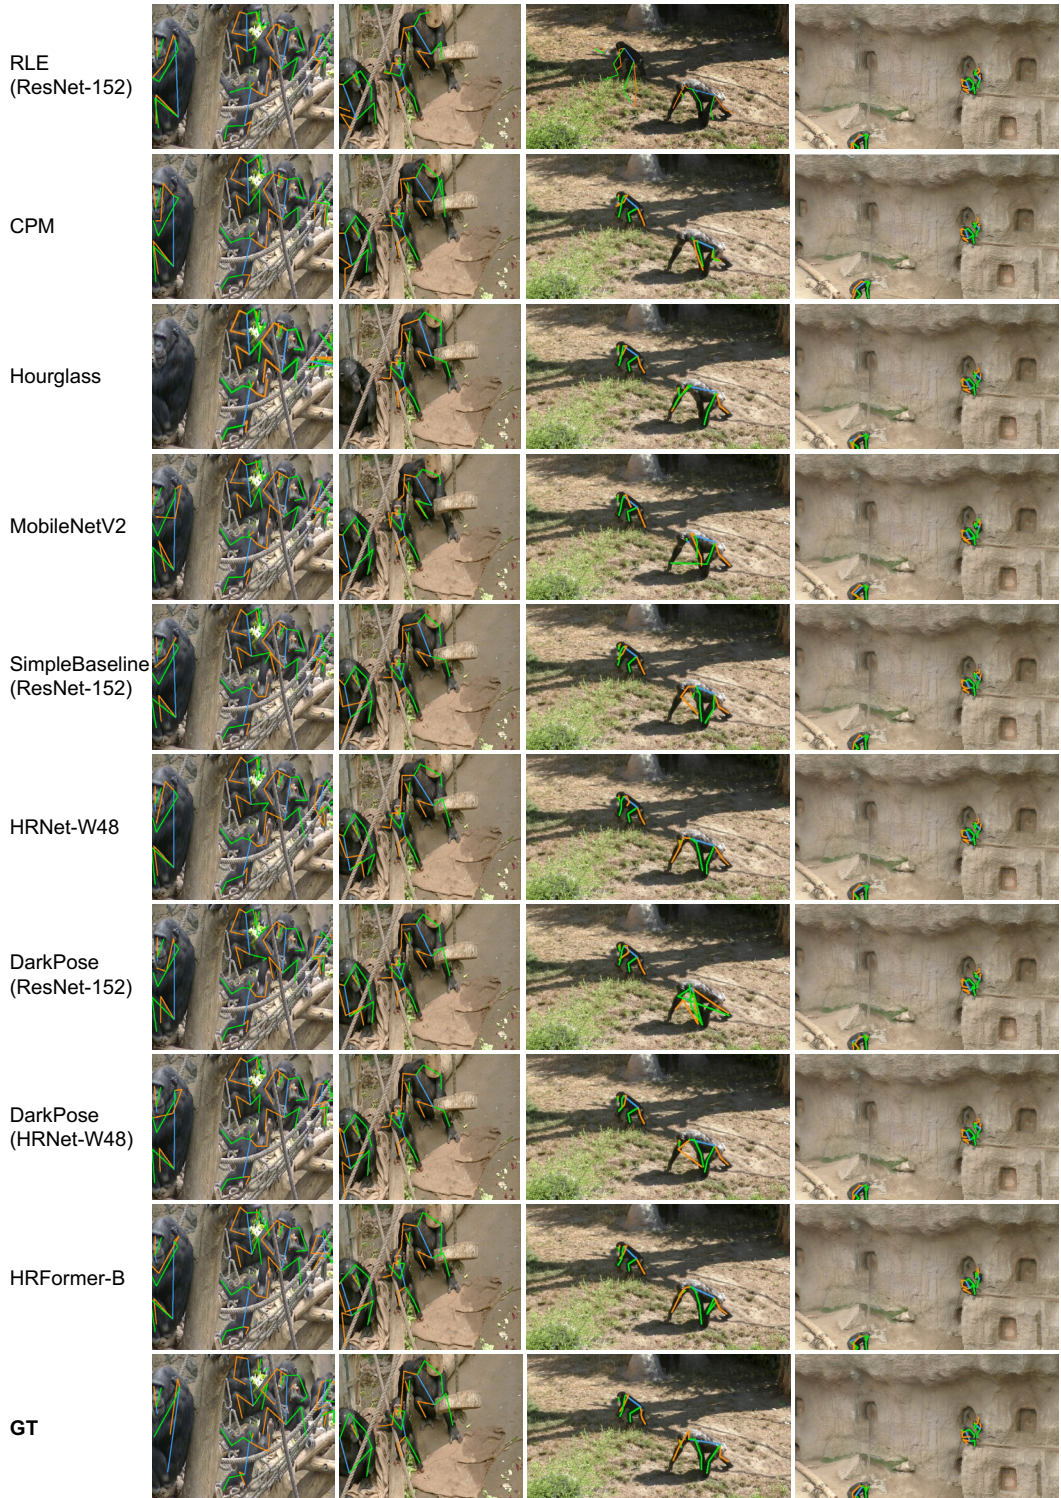 RLE
(ResNet-152)
CPM
Hourglass
MobileNetV2
SimpleBaseline
(ResNet-152)
HRNet-W48
DarkPose
(ResNet-152)
DarkPose
(HRNet-W48)
HRFormer-B
GT